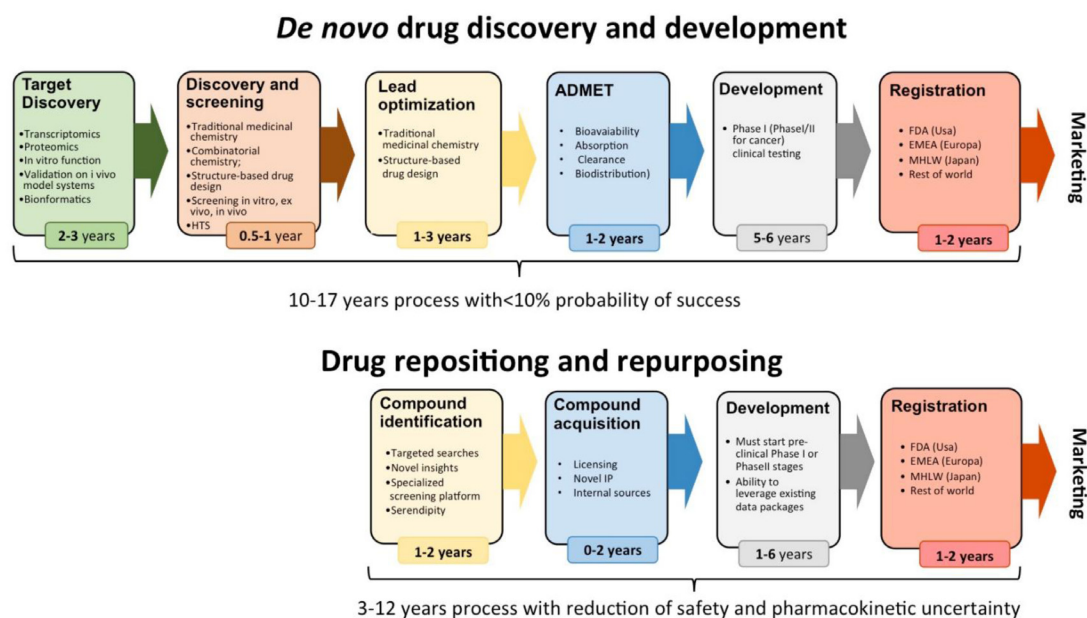 De novo drug discovery and development
Target
Discovery
•Transcriptomics
•Proteomics
•In vitro function
•Validation on i vivo
model systems
•Bionformatics
2-3 years
Discovery and
screening
•Traditional medicinal
chemistry
•Combinatorial
chemistry;
•Structure-based drug
design
•Screening in vitro, ex
vivo, in vivo
•HTS
0.5-1 year
Lead
optimization
•Traditional
medicinal chemistry
•Structure-based
drug design
1-3 years
ADMET
• Bioavaiability
• Absorption
• Clearance
• Biodistribution)
1-2 years
Development
• Phase I (PhaseI/II
for cancer)
clinical testing
5-6 years
Registration
• FDA (Usa)
• EMEA (Europa)
• MHLW (Japan)
• Rest of world
1-2 years
Marketing
10-17 years process with<10% probability of success
Drug repositiong and repurposing
Compound
identification
•Targeted searches
•Novel insights
•Specialized
screening platform
•Serendipity
1-2 years
Compound
acquisition
• Licensing
• Novel IP
• Internal sources
0-2 years
Development
• Must start pre-
clinical Phase I or
PhaseII stages
• Ability to
leverage existing
data packages
1-6 years
Registration
• FDA (Usa)
• EMEA (Europa)
• MHLW (Japan)
• Rest of world
1-2 years
Marketing
3-12 years process with reduction of safety and pharmacokinetic uncertainty